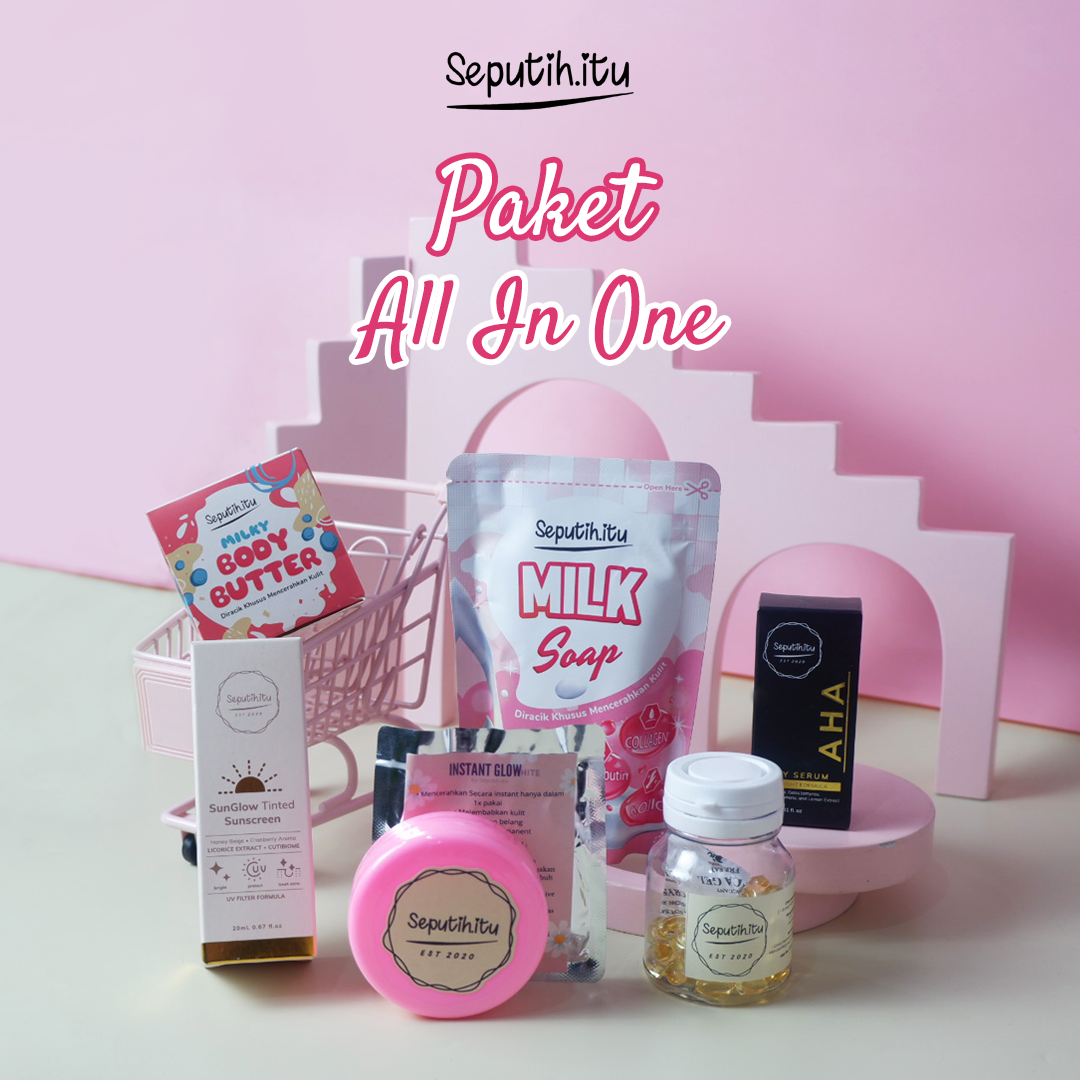 Seputih.itu
Paket
All In One
Seputih.itu
MILKY
BODY
BUTTER
Diracik Khusus Mencerahkan Kulit
Open Here
Seputih.itu
MILK
Soap
Diracik Khusus Mencerahkan Kulit
COLLAGEN
Seputih.itu
EST 2020
AHA
SERUM
Seputih.itu
EST 2020
SunGlow Tinted
Sunscreen
Honey Beige • Cranberry Aroma
LICORICE EXTRACT + CUTIBIOME
bright
protect
UV
UV FILTER FORMULA
20mL 0.67 fl.oz
INSTANT GLOW
• Mencerahkan Secara instant hanya dalam
1x pakai
Melembabkan kulit
belang
Seputih.itu
EST 2020
Seputih.itu
EST 2020